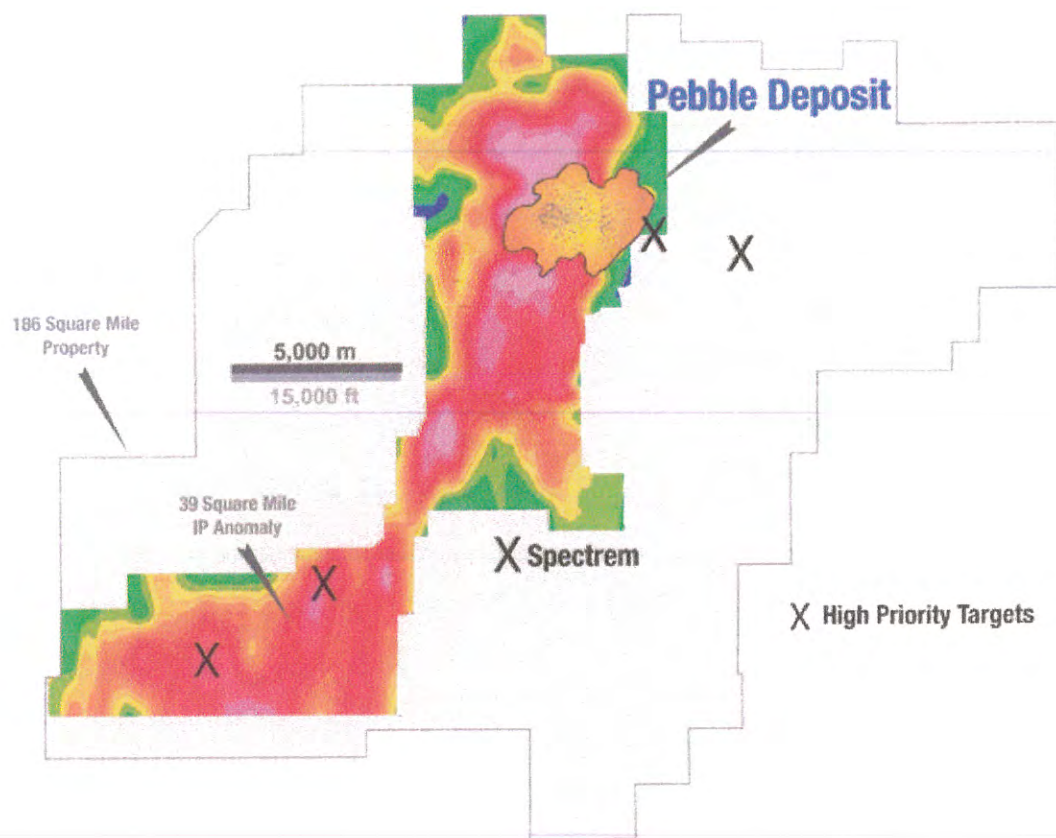 Pebble Deposit
X
X
186 Square Mile
Property
5,000 m
15,000 ft
39 Square Mile
IP Anomaly
X Spectrem
X
X High Priority Targets
X